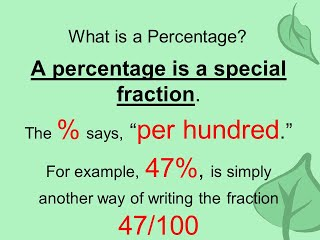 What is a Percentage?
A percentage is a special
fraction.
The % says, “per hundred.”
For example, 47%, is simply
another way of writing the fraction
47/100